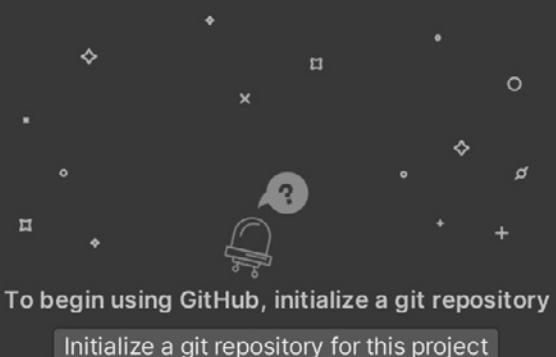 ?
To begin using GitHub, initialize a git repository
Initialize a git repository for this project